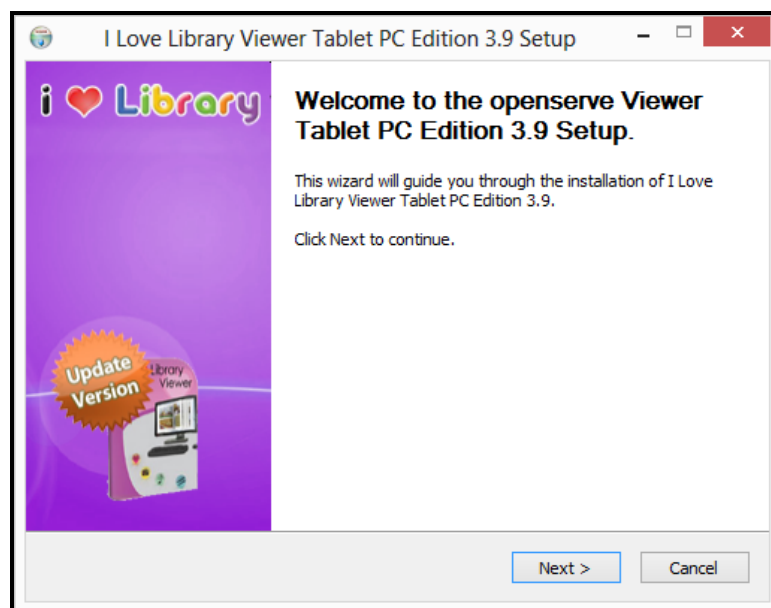 I Love Library Viewer Tablet PC Edition 3.9 Setup
i Library
Welcome to the openserve Viewer
Tablet PC Edition 3.9 Setup.
This wizard will guide you through the installation of I Love
Library Viewer Tablet PC Edition 3.9.
Click Next to continue.
Update
Version
Library
Viewer
Next >
Cancel